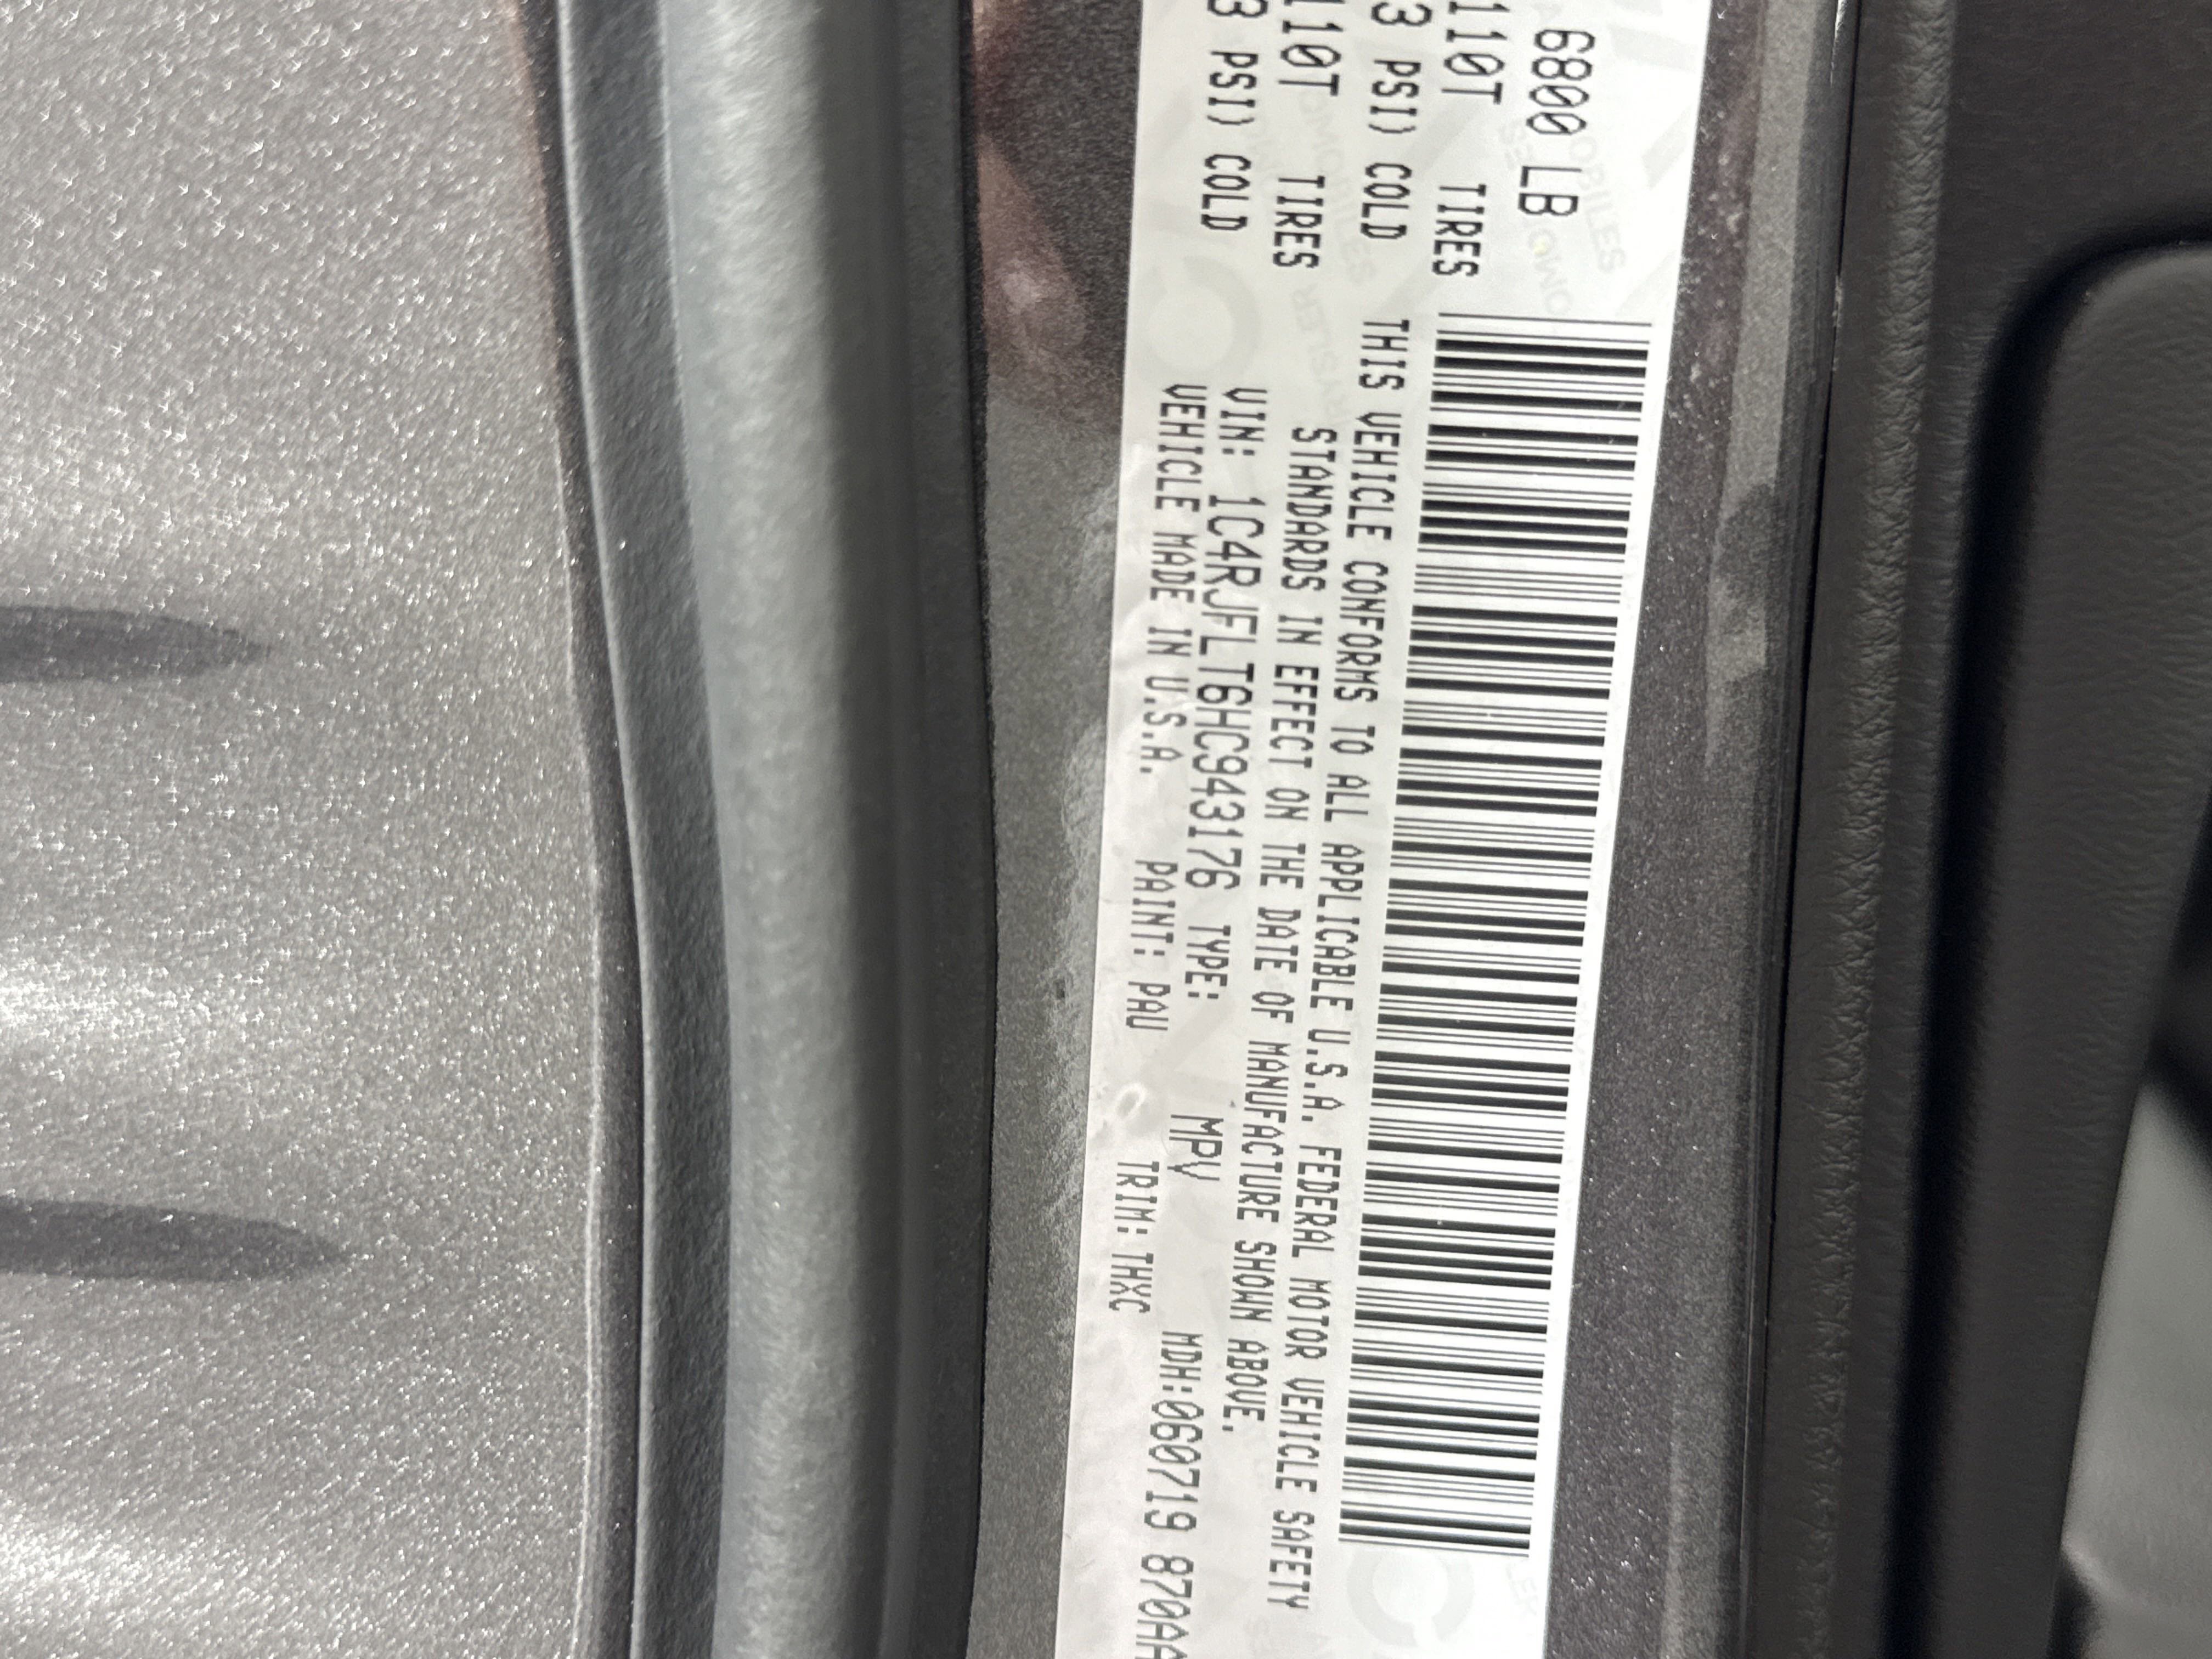 6800 LB
110T TIRES
3 PSI) COLD
110T TIRES
3 PSI) COLD
THIS VEHICLE CONFORMS TO ALL APPLICABLE U.S.A. FEDERAL MOTOR VEHICLE SAFETY
STANDARDS IN EFFECT ON THE DATE OF MANUFACTURE SHOWN ABOVE.
VIN: 1C4RJFLT6HC943176 TYPE: MPV MDH:060719 870AA
VEHICLE MADE IN U.S.A. PAINT: PAU TRIM: THXC